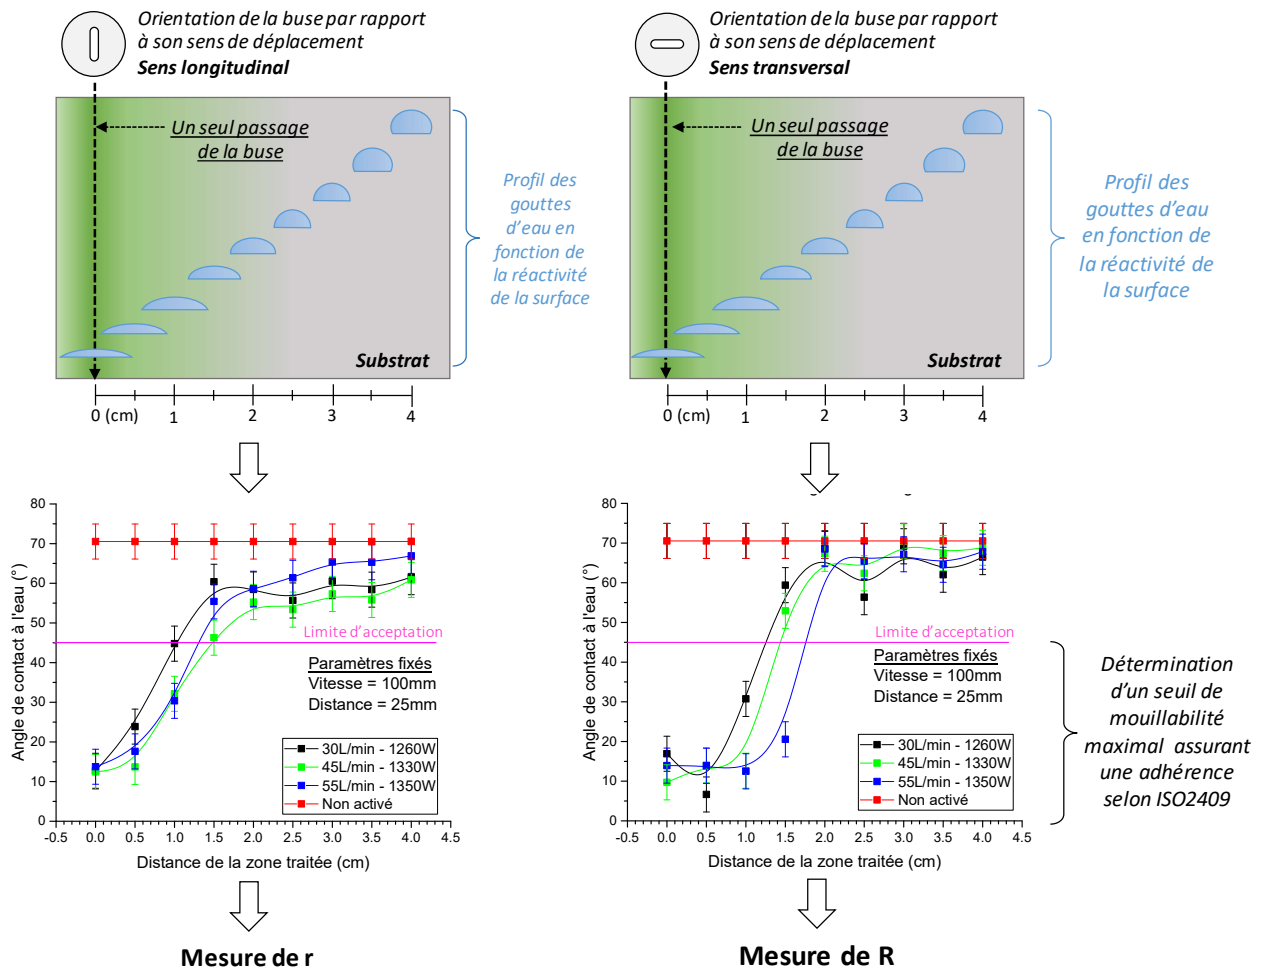 Orientation de la buse par rapport
à son sens de déplacement
Sens longitudinal
Un seul passage
de la buse
Profil des
gouttes
d’eau en
fonction de
la réactivité
de la surface
Substrat
0 (cm) 1 2 3 4
Orientation de la buse par rapport
à son sens de déplacement
Sens transversal
Un seul passage
de la buse
Profil des
gouttes d’eau
en fonction de
la réactivité de
la surface
Substrat
0 (cm) 1 2 3 4
Angle de contact à l'eau (°)
80
70
60
50
40
30
20
10
0
Limite d’acceptation
Paramètres fixés
Vitesse = 100mm
Distance = 25mm
30L/min - 1260W
45L/min - 1330W
55L/min - 1350W
Non activé
-0.5 0.0 0.5 1.0 1.5 2.0 2.5 3.0 3.5 4.0 4.5
Distance de la zone traitée (cm)
Mesure de r
Angle de contact à l'eau (°)
80
70
60
50
40
30
20
10
0
Limite d’acceptation
Paramètres fixés
Vitesse = 100mm
Distance = 25mm
30L/min - 1260W
45L/min - 1330W
55L/min - 1350W
Non activé
-0.5 0.0 0.5 1.0 1.5 2.0 2.5 3.0 3.5 4.0 4.5
Distance de la zone traitée (cm)
Mesure de R
Détermination
d’un seuil de
mouillabilité
maximal assurant
une adhérence
selon ISO2409